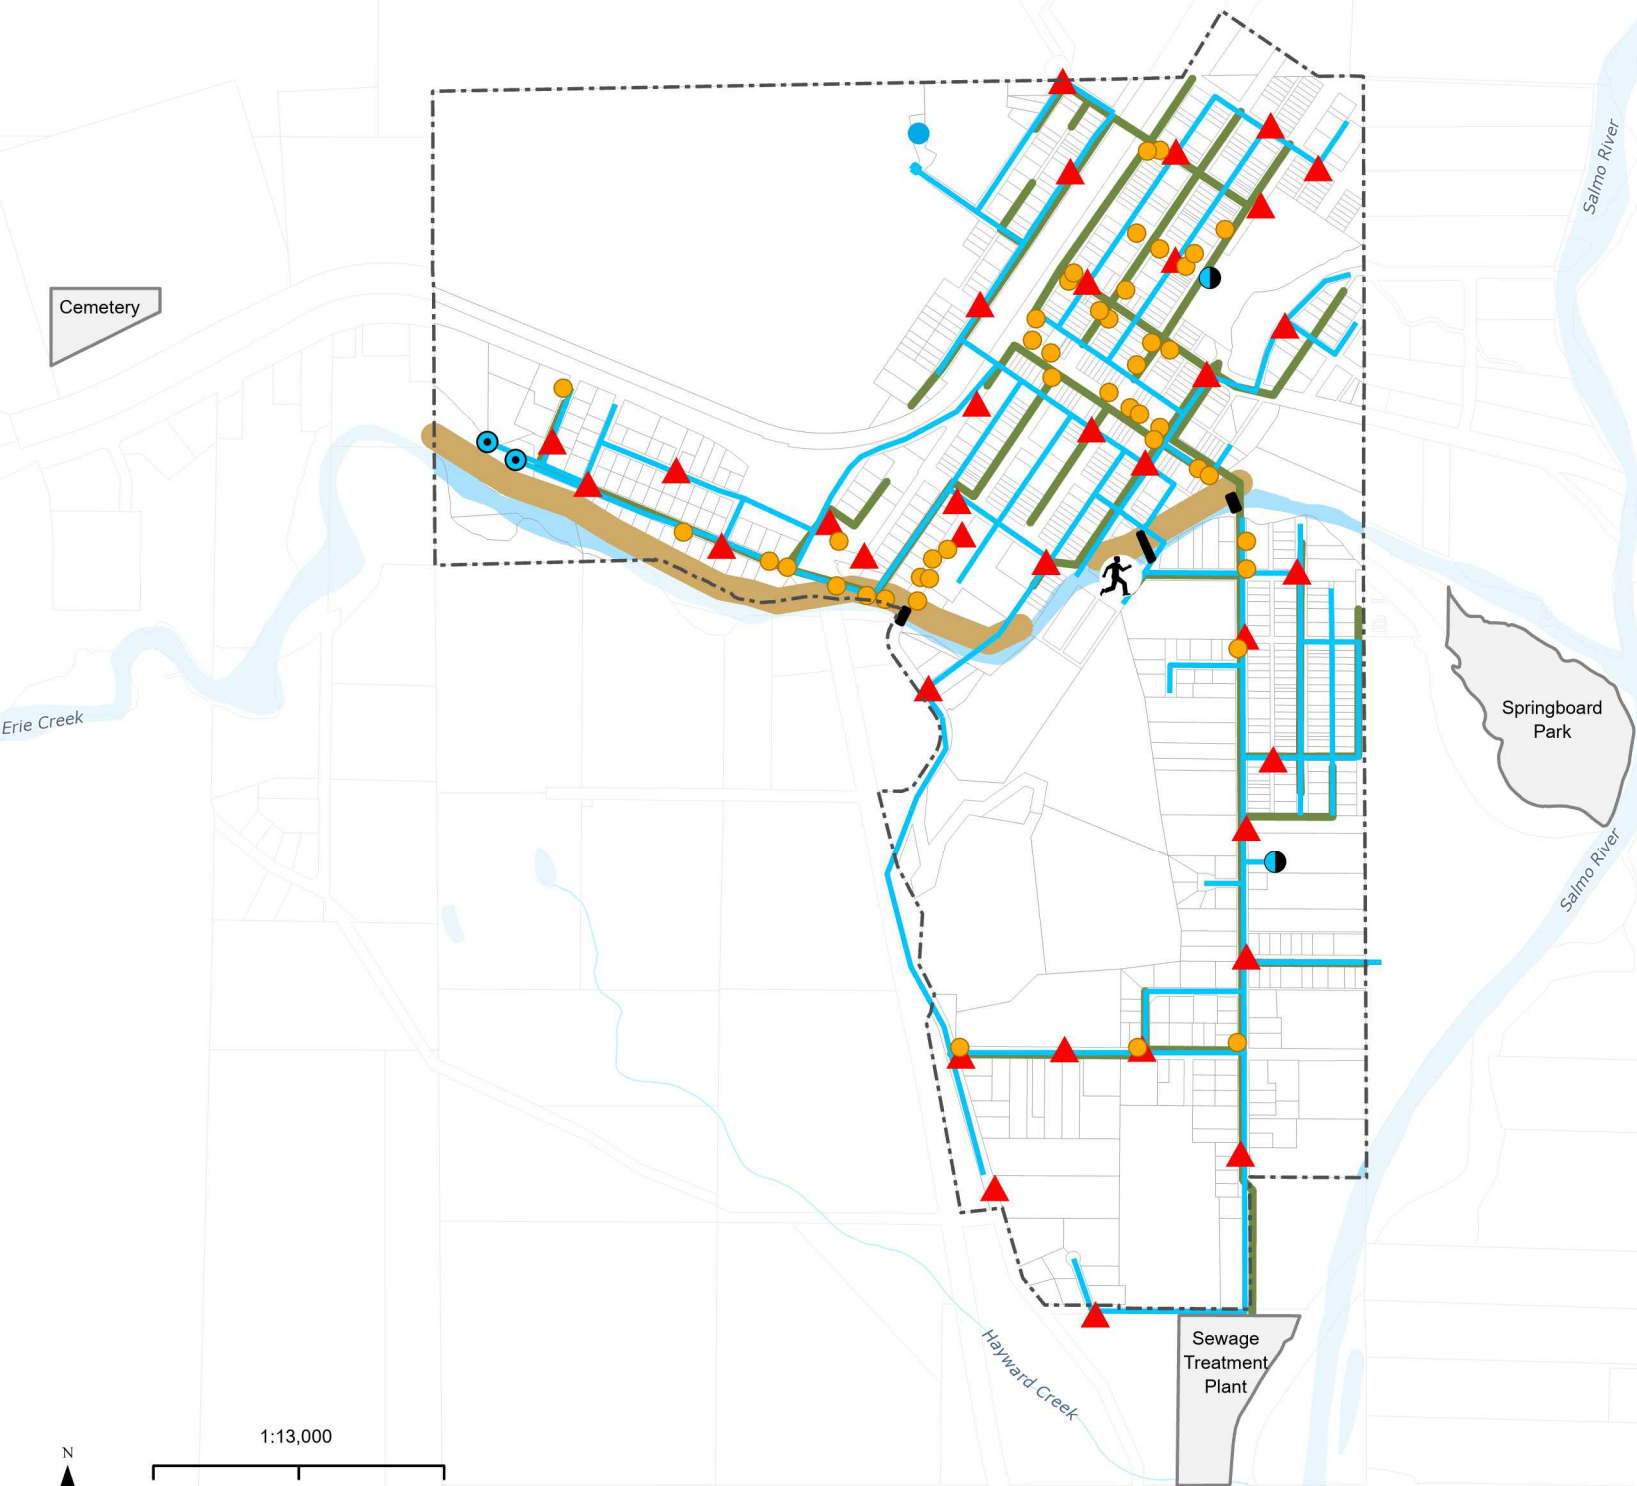 Salmo River
Cemetery
Erie Creek
Springboard
Park
Salmo River
Hayward Creek
Sewage
Treatment
Plant
1:13,000
N